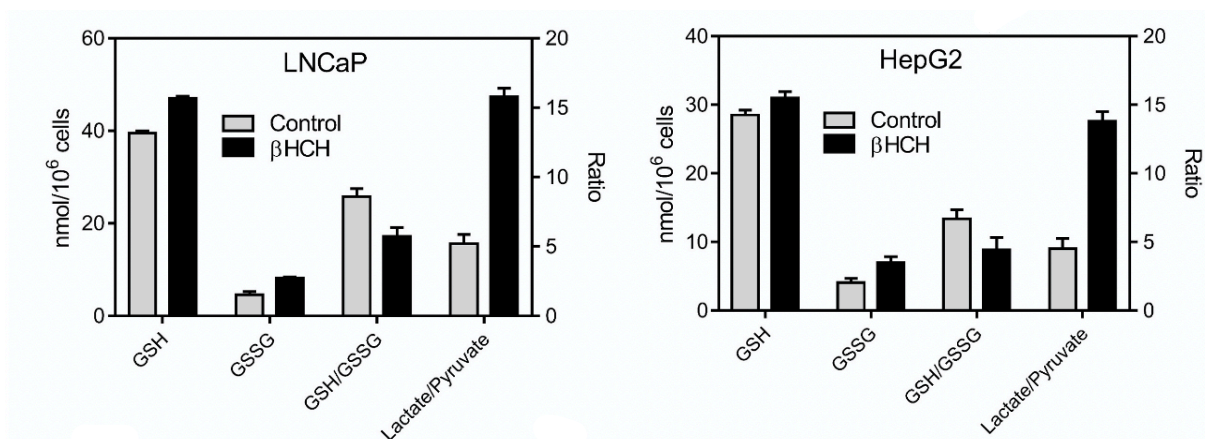 LNCaP
60
40
20
0
nmol/10⁶ cells
Control
βHCH
20
15
10
5
0
Ratio
GSH
GSSG
GSH/GSSG
Lactate/Pyruvate
HepG2
40
30
20
10
0
nmol/10⁶ cells
Control
βHCH
20
15
10
5
0
Ratio
GSH
GSSG
GSH/GSSG
Lactate/Pyruvate